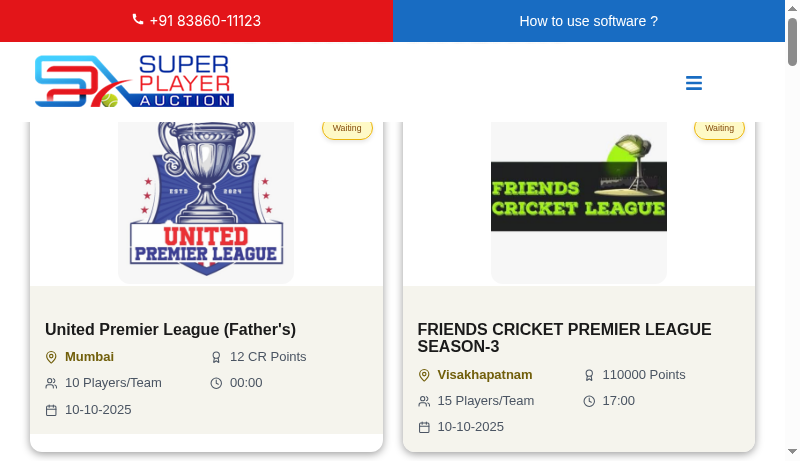 +91 83860-11123
How to use software ?
SUPER
PLAYER
AUCTION
Waiting
ESTD 2024
UNITED
PREMIER LEAGUE
United Premier League (Father's)
Mumbai
12 CR Points
10 Players/Team
00:00
10-10-2025
Waiting
FRIENDS
CRICKET LEAGUE
FRIENDS CRICKET PREMIER LEAGUE
SEASON-3
Visakhapatnam
110000 Points
15 Players/Team
17:00
10-10-2025